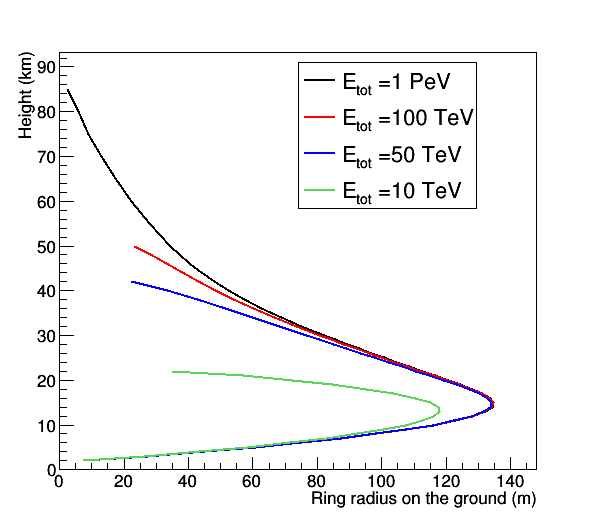 Height (km)
90
80
70
60
50
40
30
20
10
0
0 20 40 60 80 100 120 140
Ring radius on the ground (m)
E_tot =1 PeV
E_tot =100 TeV
E_tot =50 TeV
E_tot =10 TeV